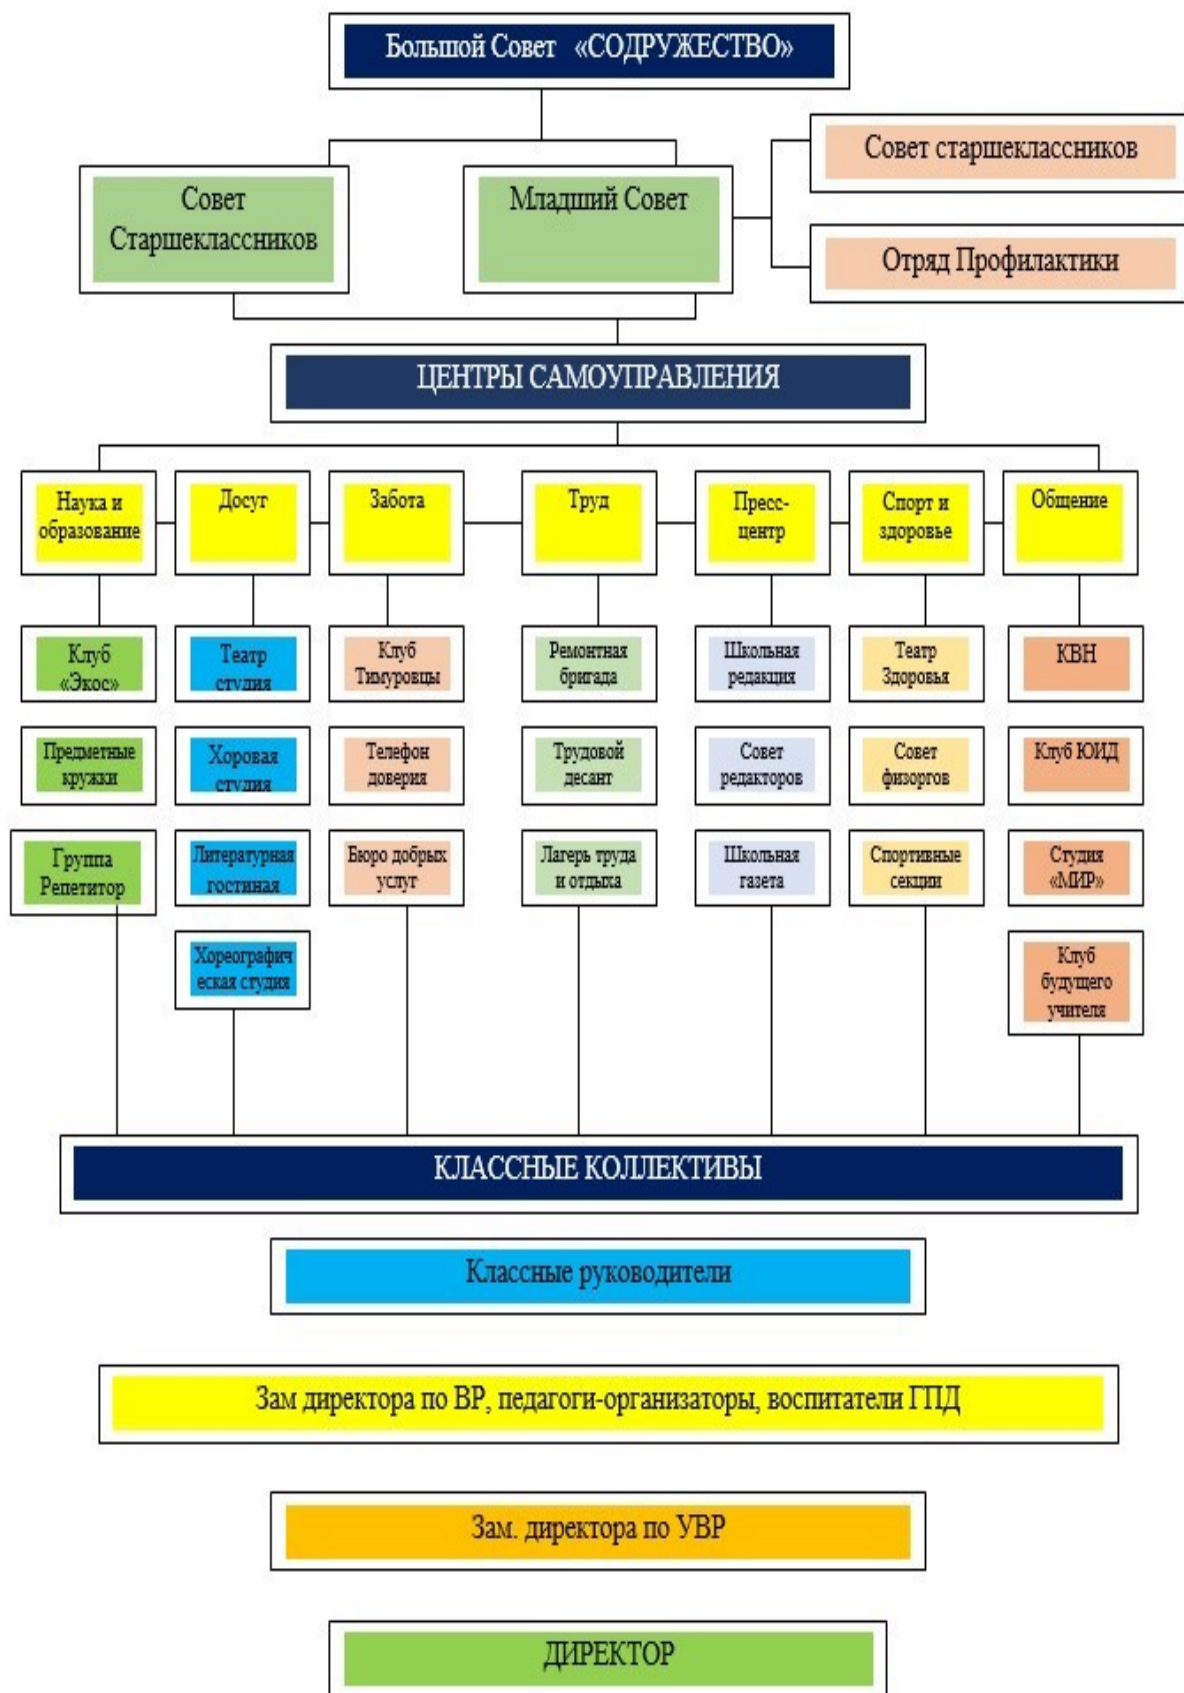 Большой Совет «СОДРУЖЕСТВО»
Совет
Старшеклассников
Младший Совет
Совет старшеклассников
Отряд Профилактики
ЦЕНТРЫ САМОУПРАВЛЕНИЯ
Наука и
образование
Досуг
Забота
Труд
Пресс-
центр
Спорт и
здоровье
Общение
Клуб
«Экос»
Театр
студия
Клуб
Тимуровцы
Ремонтная
бригада
Школьная
редакция
Театр
Здоровья
КВН
Предметные
кружки
Хоровая
студия
Телефон
доверия
Трудовой
десант
Совет
редакторов
Совет
физоргов
Клуб ЮИД
Группа
Репетитор
Литературная
гостиная
Бюро добрых
услуг
Лагерь труда
и отдыха
Школьная
газета
Спортивные
секции
Студия
«МИР»
Хореографич
еская студия
Клуб
будущего
учителя
КЛАССНЫЕ КОЛЛЕКТИВЫ
Классные руководители
Зам директора по ВР, педагоги-организаторы, воспитатели ГПД
Зам. директора по УВР
ДИРЕКТОР